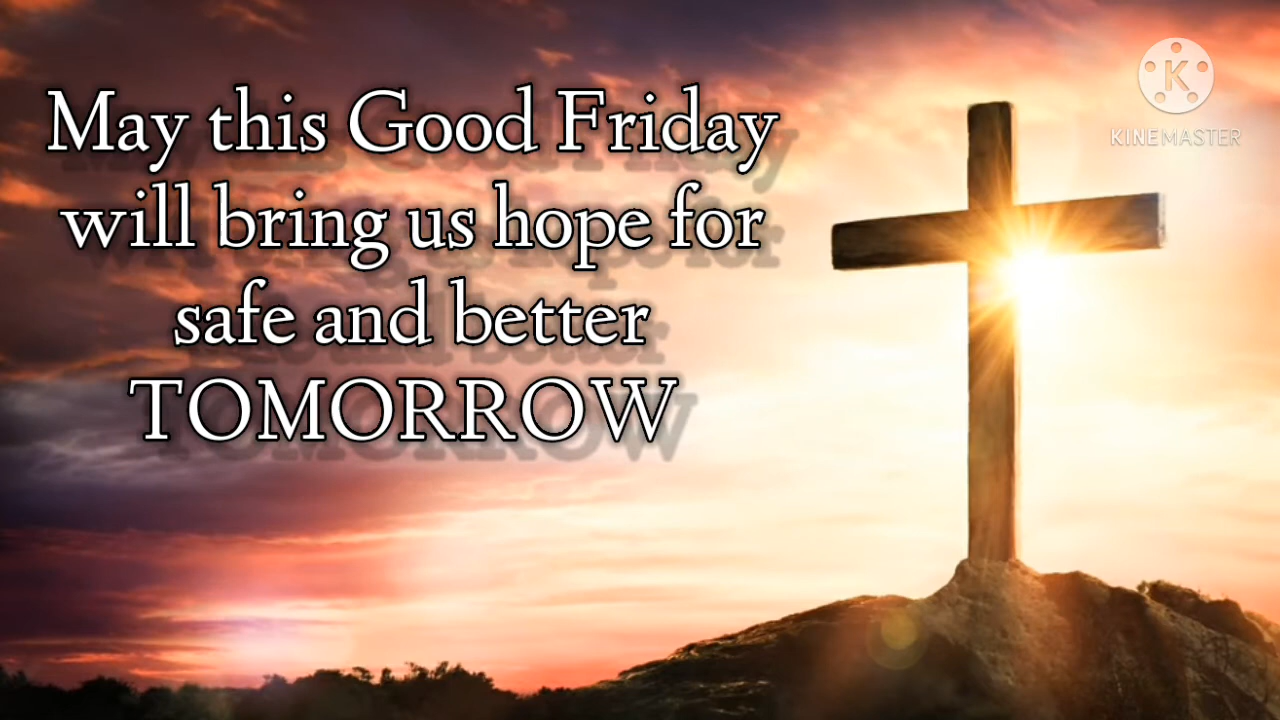 May this Good Friday
will bring us hope for
safe and better
TOMORROW
K
KINEMASTER